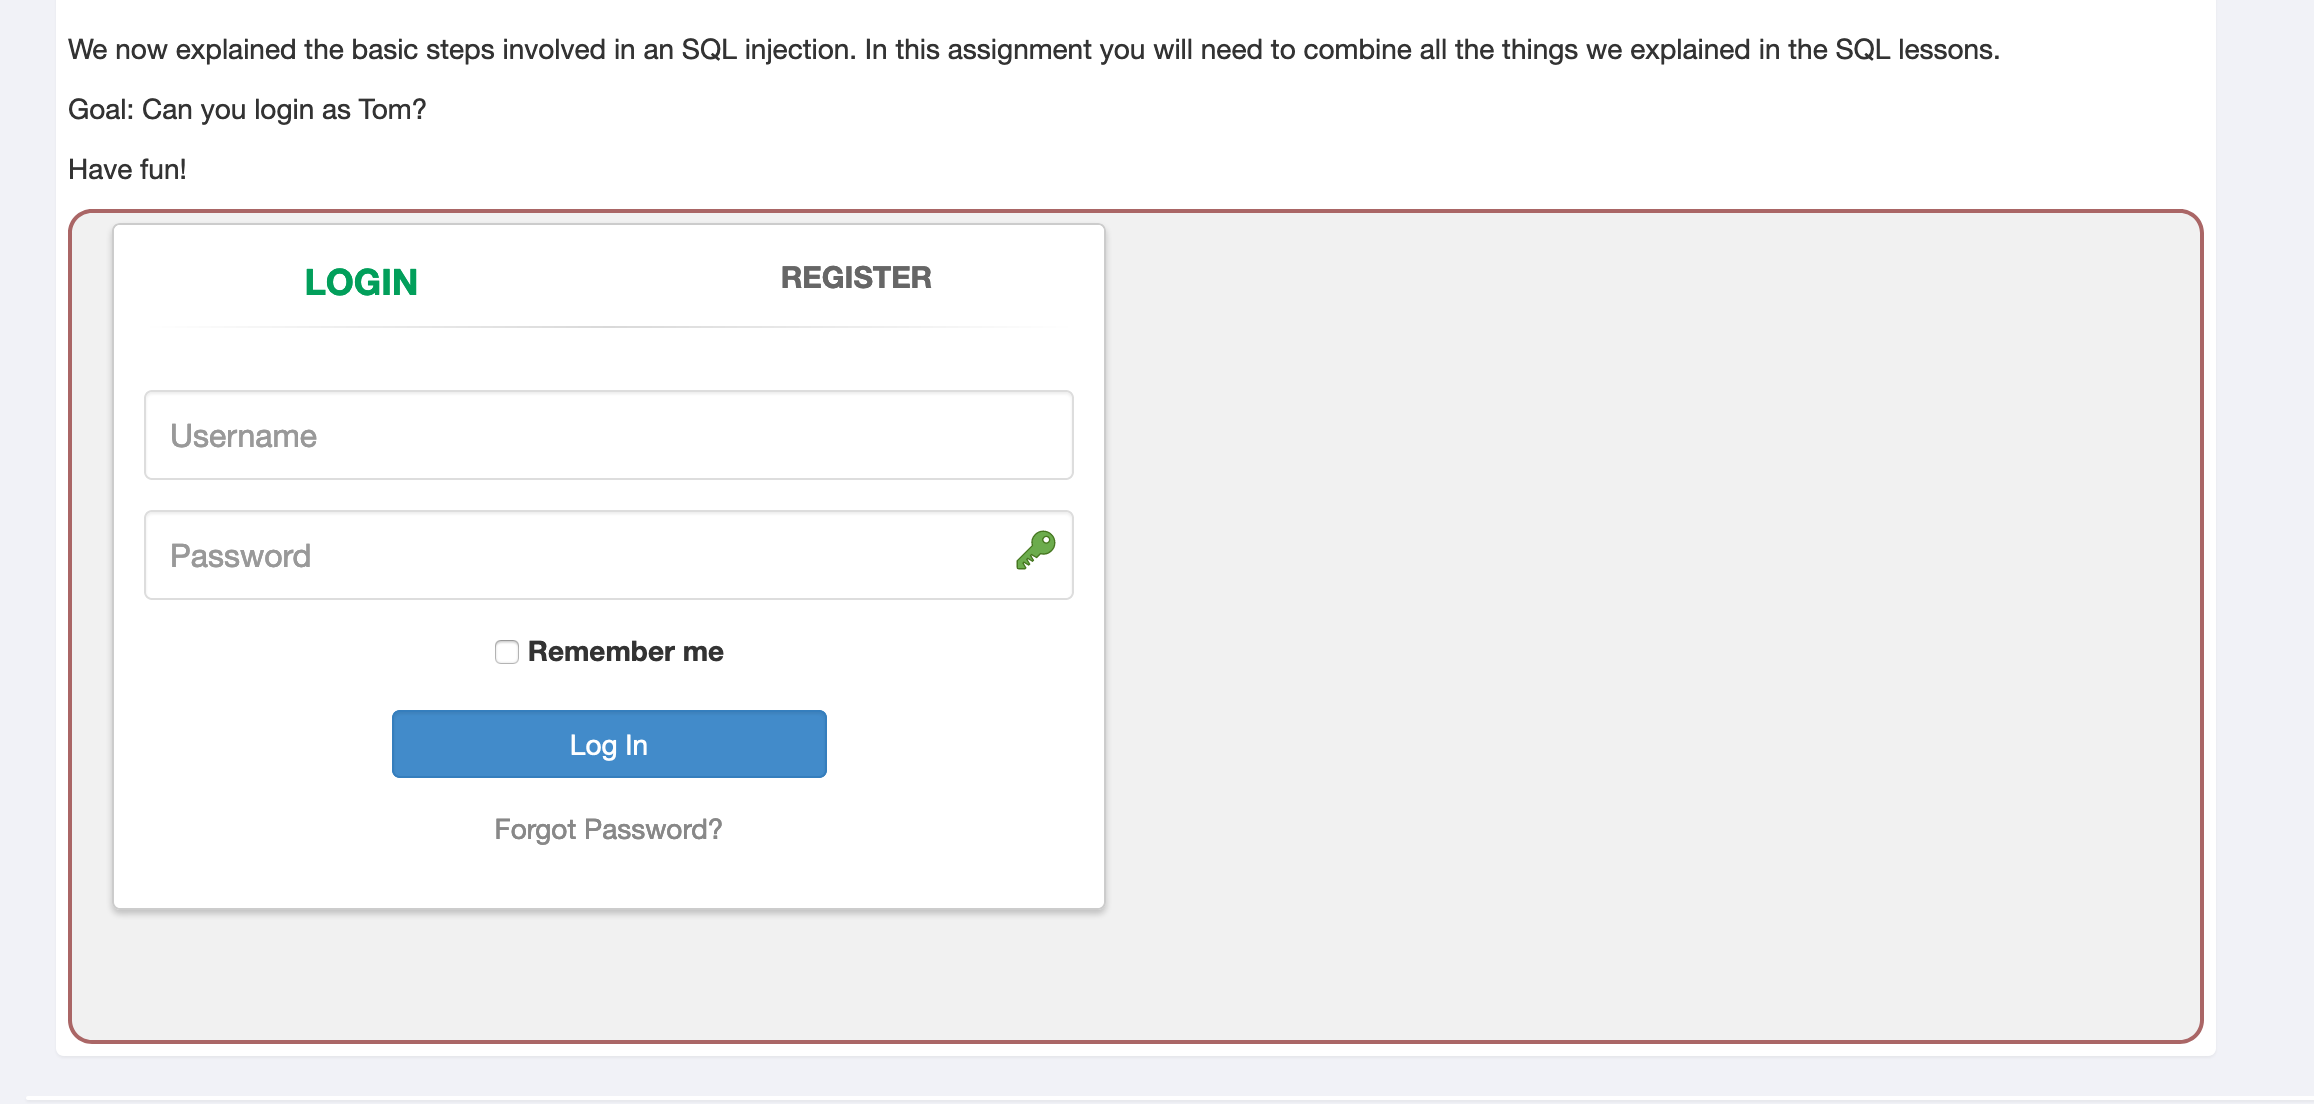 We now explained the basic steps involved in an SQL injection. In this assignment you will need to combine all the things we explained in the SQL lessons.
Goal: Can you login as Tom?
Have fun!
LOGIN REGISTER
Username
Password
Remember me
Log In
Forgot Password?